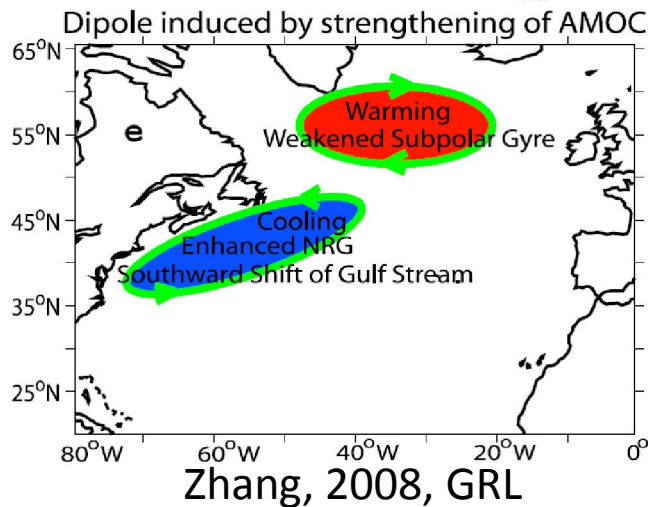 Dipole induced by strengthening of AMOC
65°N
55°N
45°N
35°N
25°N
e
Warming
Weakened Subpolar Gyre
Cooling
Enhanced NRG
Southward Shift of Gulf Stream
80°W 60°W 40°W 20°W 0°
Zhang, 2008, GRL